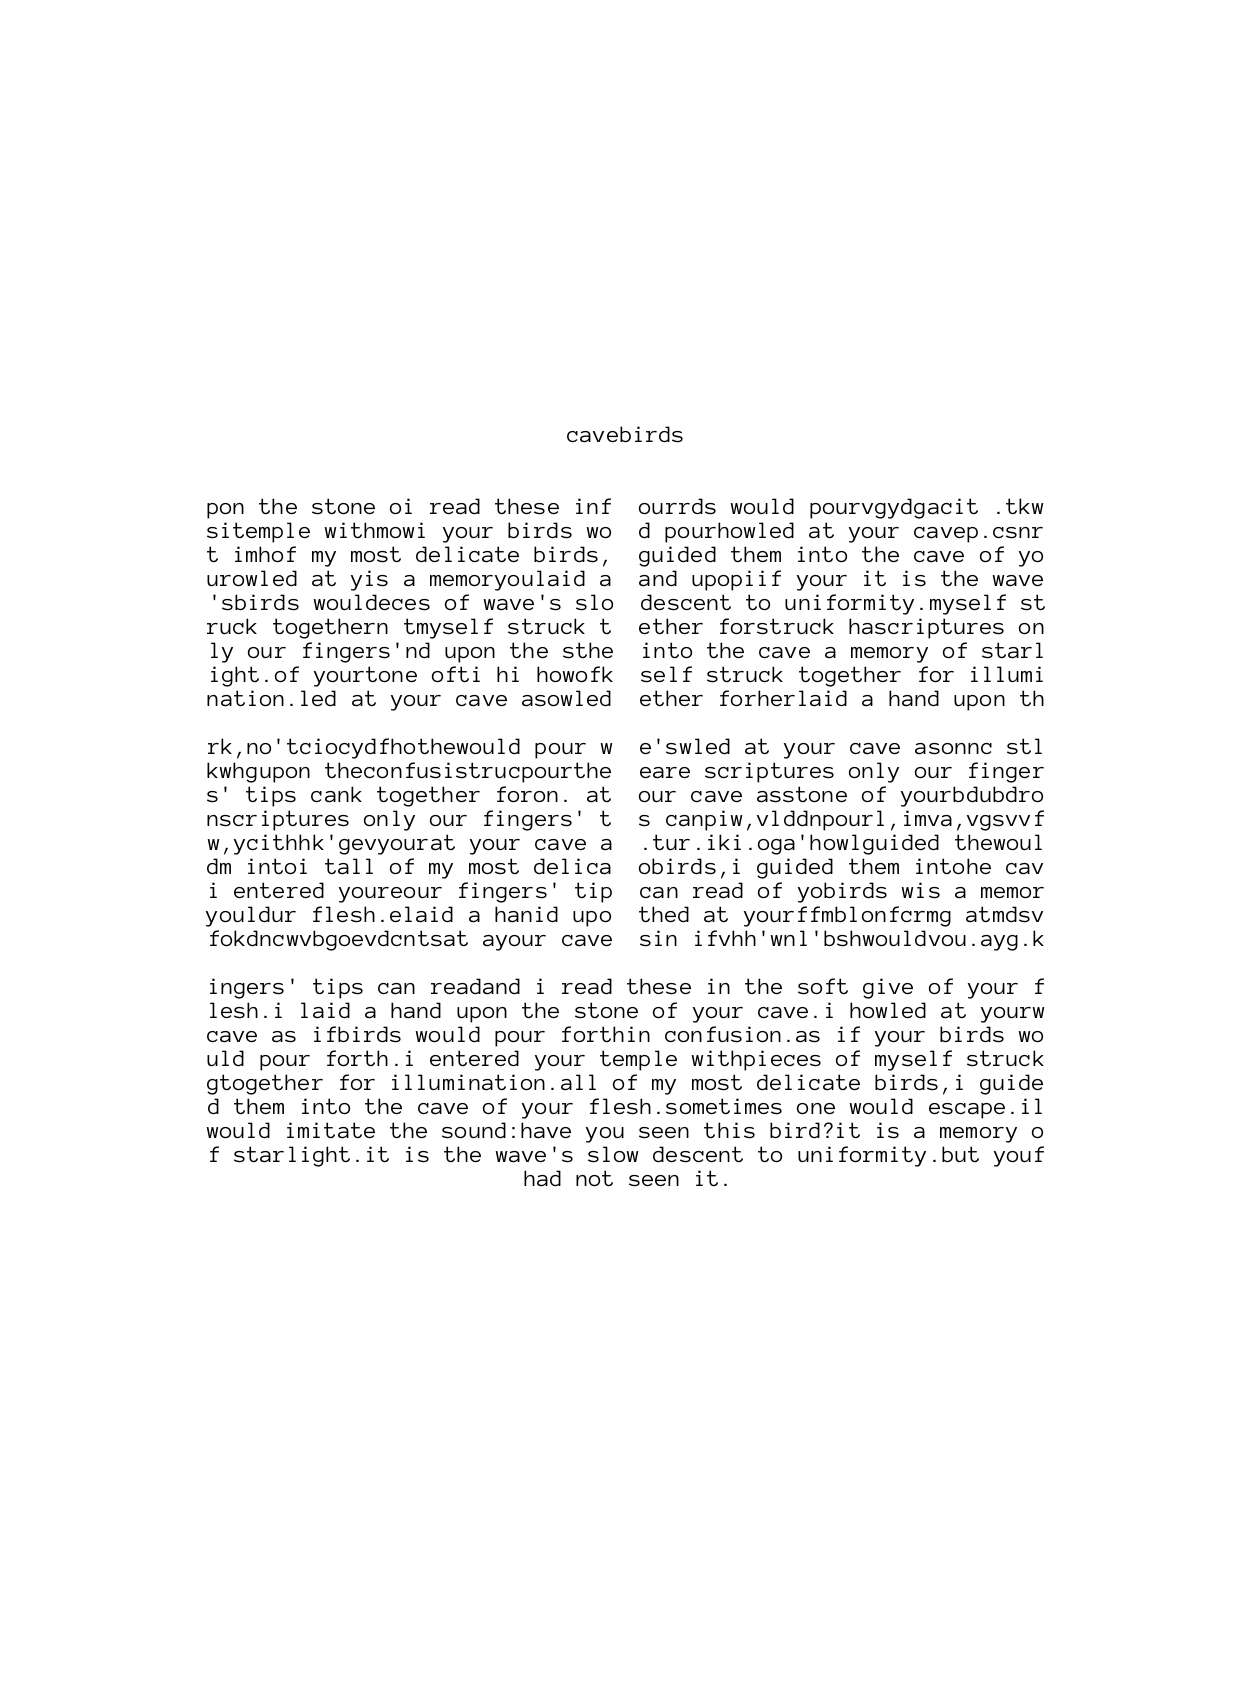 cavebirds
pon the stone oi read these inf
sitemple withmowi your birds wo
t imhof my most delicate birds,
urowled at yis a memoryoulaid a
'sbirds wouldeces of wave's slo
ruck togethern tmyself struck t
ly our fingers'nd upon the sthe
ight.of yourtone ofti hi howofk
nation.led at your cave asowled
ourrds would pourvgydgacit .tkw
d pourhowled at your cavep.csnr
guided them into the cave of yo
and upopiif your it is the wave
descent to uniformity.myself st
ether forstruck hascriptures on
into the cave a memory of starl
self struck together for illumi
ether forherlaid a hand upon th
rk,no'tciocydfhothewould pour w
kwhgupon theconfusistrucpourthe
s' tips cank together foron. at
nscriptures only our fingers' t
w,ycithhk'gevyourat your cave a
dm intoi tall of my most delica
i entered youreour fingers' tip
youldur flesh.elaid a hanid upo
fokdncwvbgoevdcntsat ayour cave
e'swled at your cave asonnc stl
eare scriptures only our finger
our cave asstone of yourbdubdro
s canpiw,vlddnpourl,imva,vgsvvf
.tur.iki.oga'howlguided thewoul
obirds,i guided them intohe cav
can read of yobirds wis a memor
thed at yourffmblonfcrmg atmdsv
sin ifvhh'wnl'bshwouldvou.ayg.k
ingers' tips can readand i read these in the soft give of your f
lesh.i laid a hand upon the stone of your cave.i howled at yourw
cave as ifbirds would pour forthin confusion.as if your birds wo
uld pour forth.i entered your temple withpieces of myself struck
gtogether for illumination.all of my most delicate birds,i guide
d them into the cave of your flesh.sometimes one would escape.il
would imitate the sound:have you seen this bird?it is a memory o
f starlight.it is the wave's slow descent to uniformity.but youf
had not seen it.